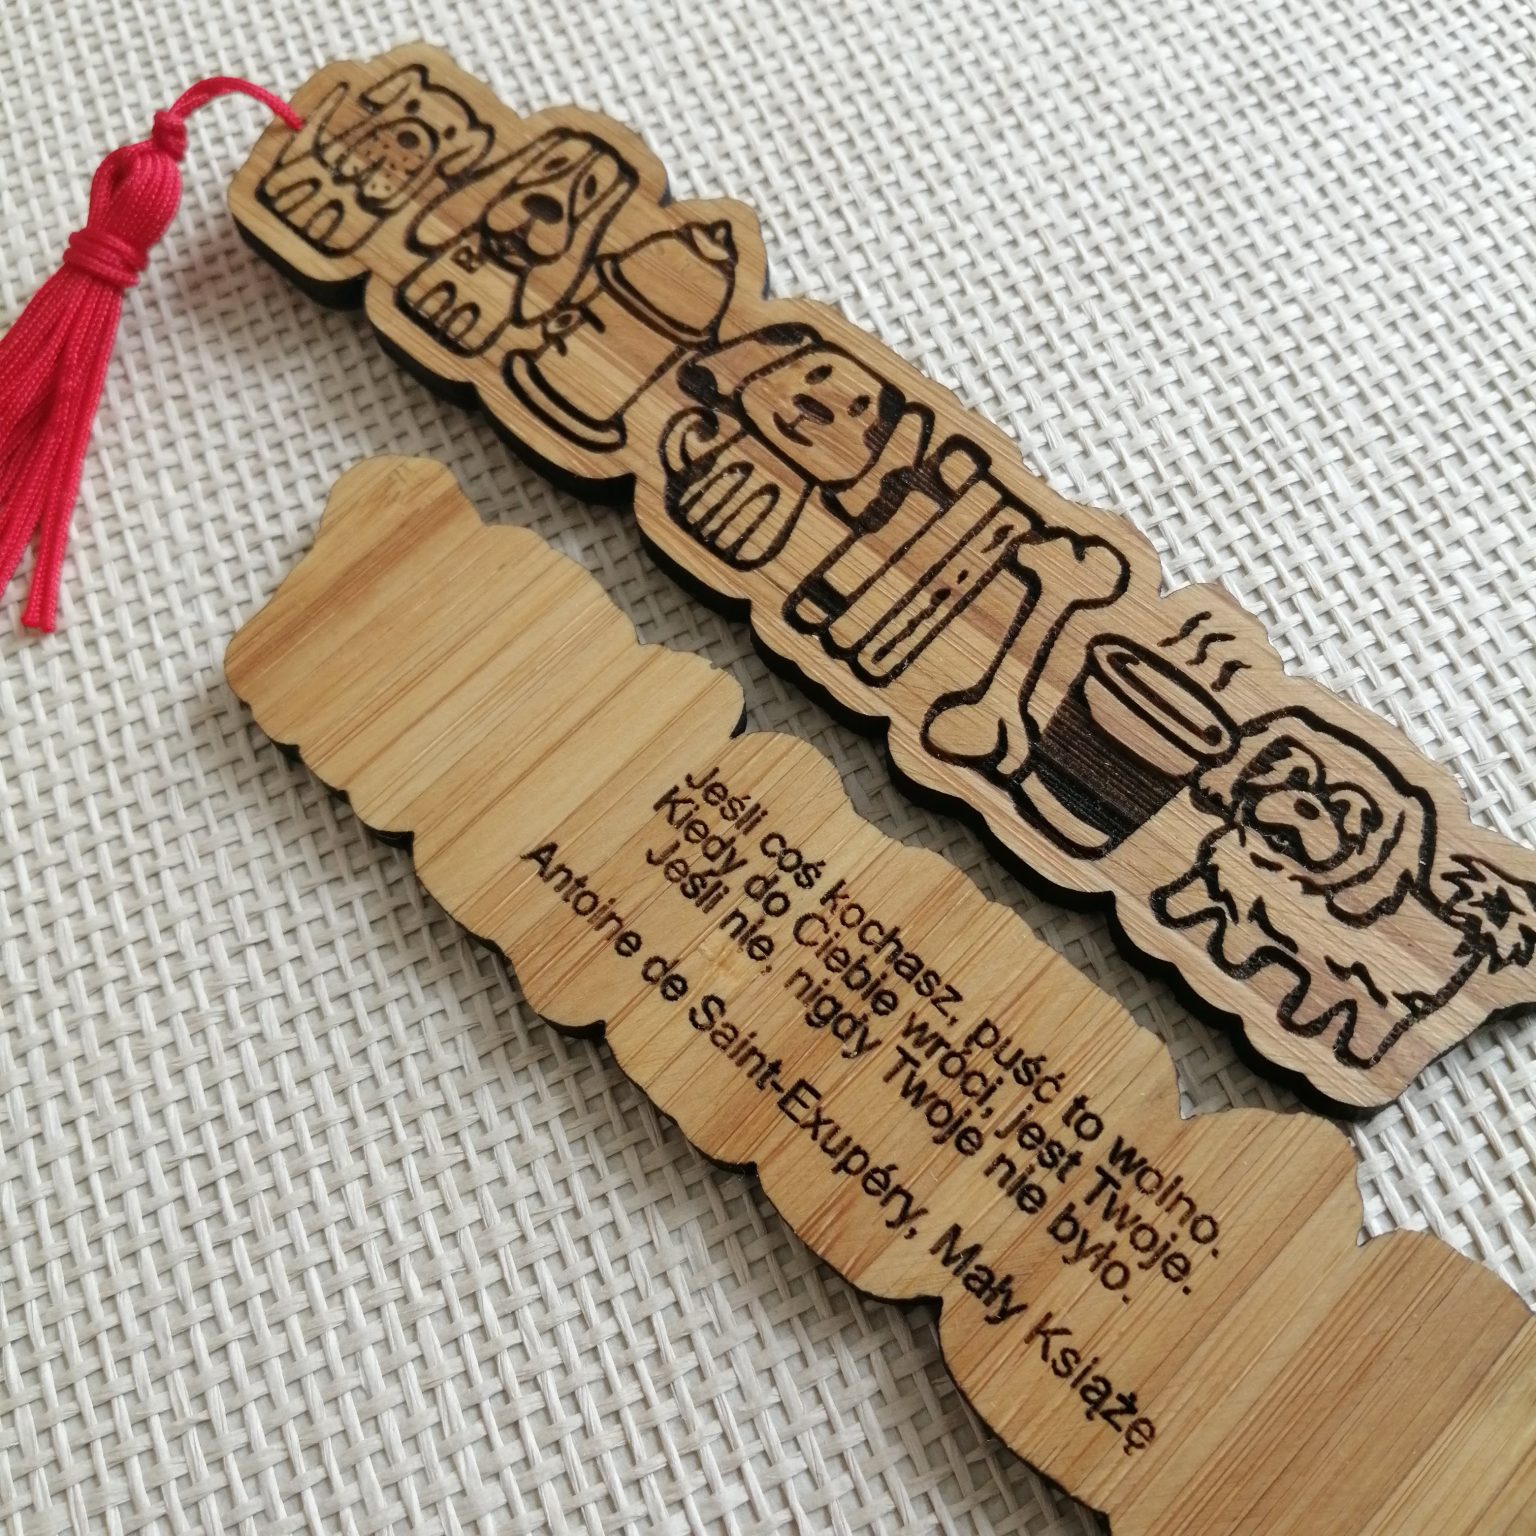 Jeśli coś kochasz, puść to wolno.
Kiedy do Ciebie wróci, jest Twoje.
Jeśli nie, nigdy Twoje nie było.
Antoine de Saint-Exupéry, Mały Książę
R